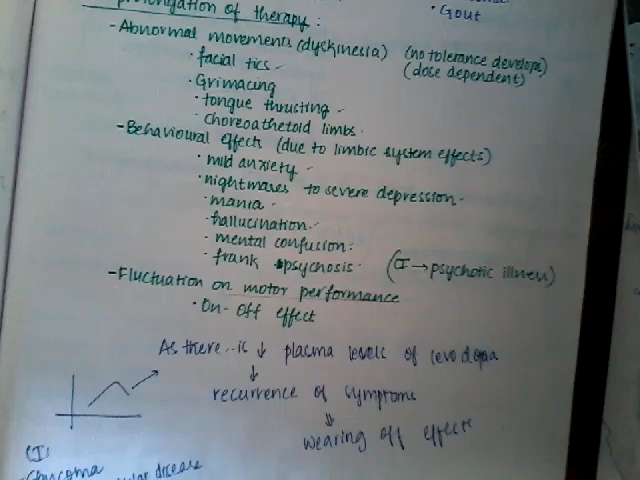 prolongation of therapy :
• Gout
- Abnormal movements (dyskinesia) (no tolerance develops)
(dose dependent)
• facial tics
• Grimacing
• tongue thrusting
• choreoathetoid limbs.
- Behavioural effects (due to limbic system effects)
• mild anxiety
• nightmares to severe depression
• mania
• hallucination
• mental confusion
• frank psychosis (CI → psychotic illness)
- Fluctuation on motor performance
• On-off effect
As there is ↓ plasma levels of levodopa
↓
recurrence of symptoms
⇓
wearing off effects
CI:
- Glaucoma
disease